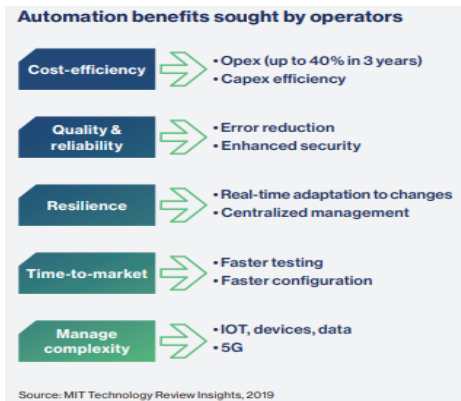 Automation benefits sought by operators
Cost-efficiency
• Opex (up to 40% in 3 years)
• Capex efficiency
Quality &
reliability
• Error reduction
• Enhanced security
Resilience
• Real-time adaptation to changes
• Centralized management
Time-to-market
• Faster testing
• Faster configuration
Manage
complexity
• IOT, devices, data
• 5G
Source: MIT Technology Review Insights, 2019